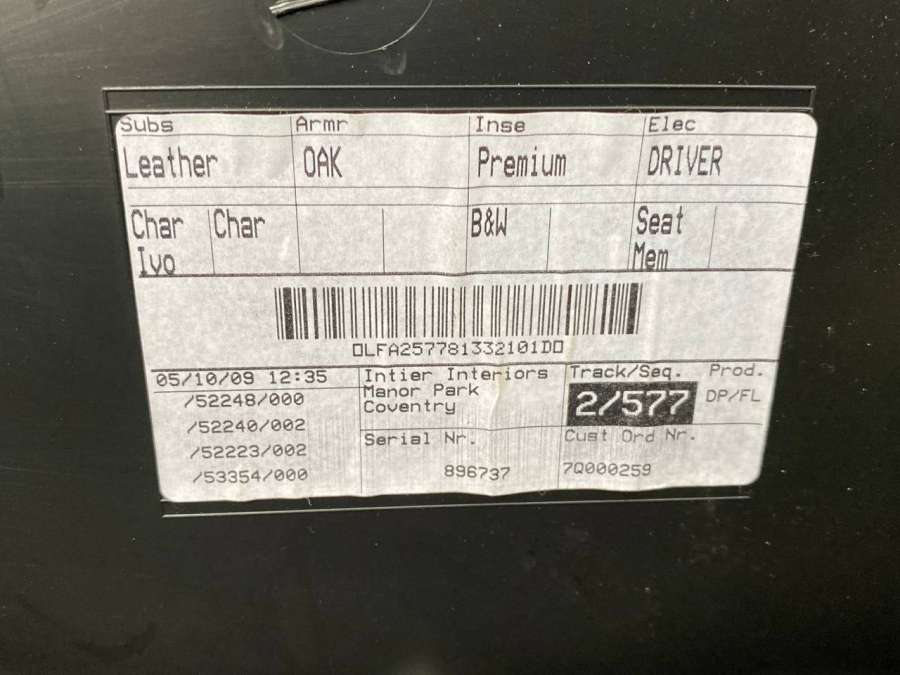 Subs Armr Inse Elec
Leather OAK Premium DRIVER
Char Char B&W Seat
Ivo Mem
0LFA257781332101D0
05/10/09 12:35 Intier Interiors Track/Seq. Prod.
/52248/000 Manor Park 2/577 DP/FL
/52240/002 Coventry
/52223/002 Serial Nr. Cust Ord Nr.
/53354/000 896737 7Q000259